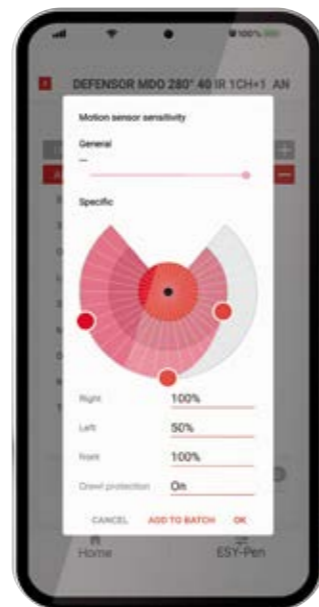 100%
DEFENSOR MDO 280° 40 IR 1CH+1 AN
Motion sensor sensitivity
General
Specific
Right 100%
Left 50%
Front 100%
Crawl protection On
CANCEL ADD TO BATCH OK
Home ESY-Pen